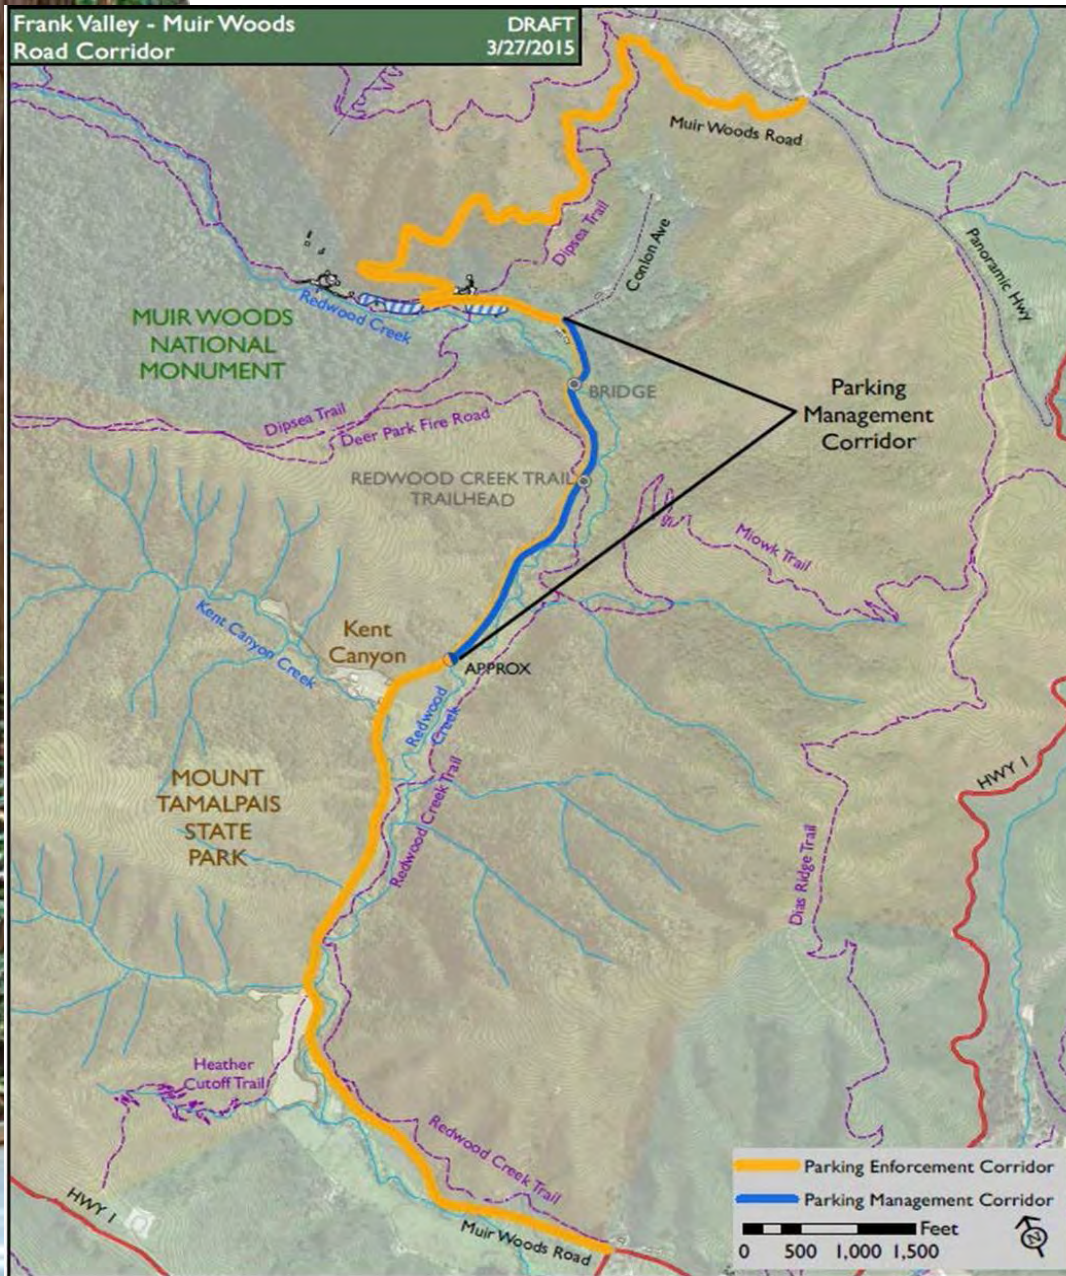 Frank Valley - Muir Woods
Road Corridor
DRAFT
3/27/2015
Muir Woods Road
Dipsea Trail
Conlon Ave
Panoramic Hwy
Redwood Creek
MUIR WOODS
NATIONAL
MONUMENT
BRIDGE
Parking
Management
Corridor
Dipsea Trail
Deer Park Fire Road
REDWOOD CREEK TRAIL
TRAILHEAD
Miowk Trail
Kent Canyon Creek
Kent
Canyon
APPROX
Redwood
Creek
MOUNT
TAMALPAIS
STATE
PARK
HWY 1
Redwood Creek Trail
Dias Ridge Trail
Heather
Cutoff Trail
Redwood Creek Trail
HWY 1
Muir Woods Road
Parking Enforcement Corridor
Parking Management Corridor
Feet
0 500 1,000 1,500
N